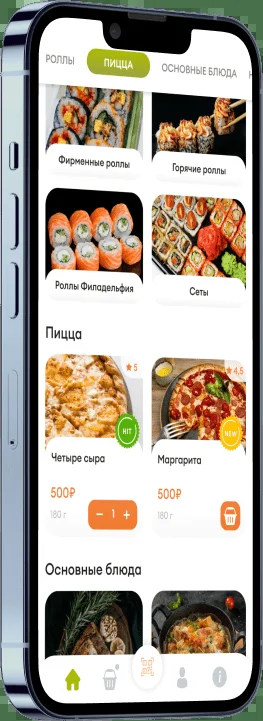 РОЛЛЫ
ПИЦЦА
ОСНОВНЫЕ БЛЮДА
Фирменные роллы
Горячие роллы
Роллы Филадельфия
Сеты
Пицца
5
4,5
HIT
NEW
Четыре сыра
Маргарита
500₽
500₽
180 г
− 1 +
180 г
Основные блюда